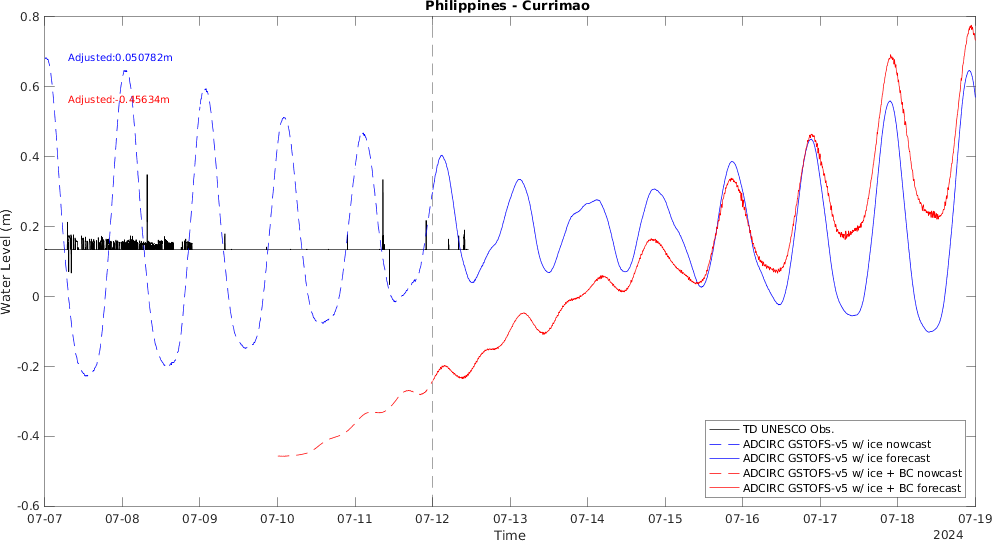 Philippines - Currimao
Adjusted:0.050782m
Adjusted:-0.45634m
Water Level (m)
0.8
0.6
0.4
0.2
0
-0.2
-0.4
-0.6
TD UNESCO Obs.
ADCIRC GSTOFS-v5 w/ ice nowcast
ADCIRC GSTOFS-v5 w/ ice forecast
ADCIRC GSTOFS-v5 w/ ice + BC nowcast
ADCIRC GSTOFS-v5 w/ ice + BC forecast
07-07 07-08 07-09 07-10 07-11 07-12 07-13 07-14 07-15 07-16 07-17 07-18 07-19
Time
2024